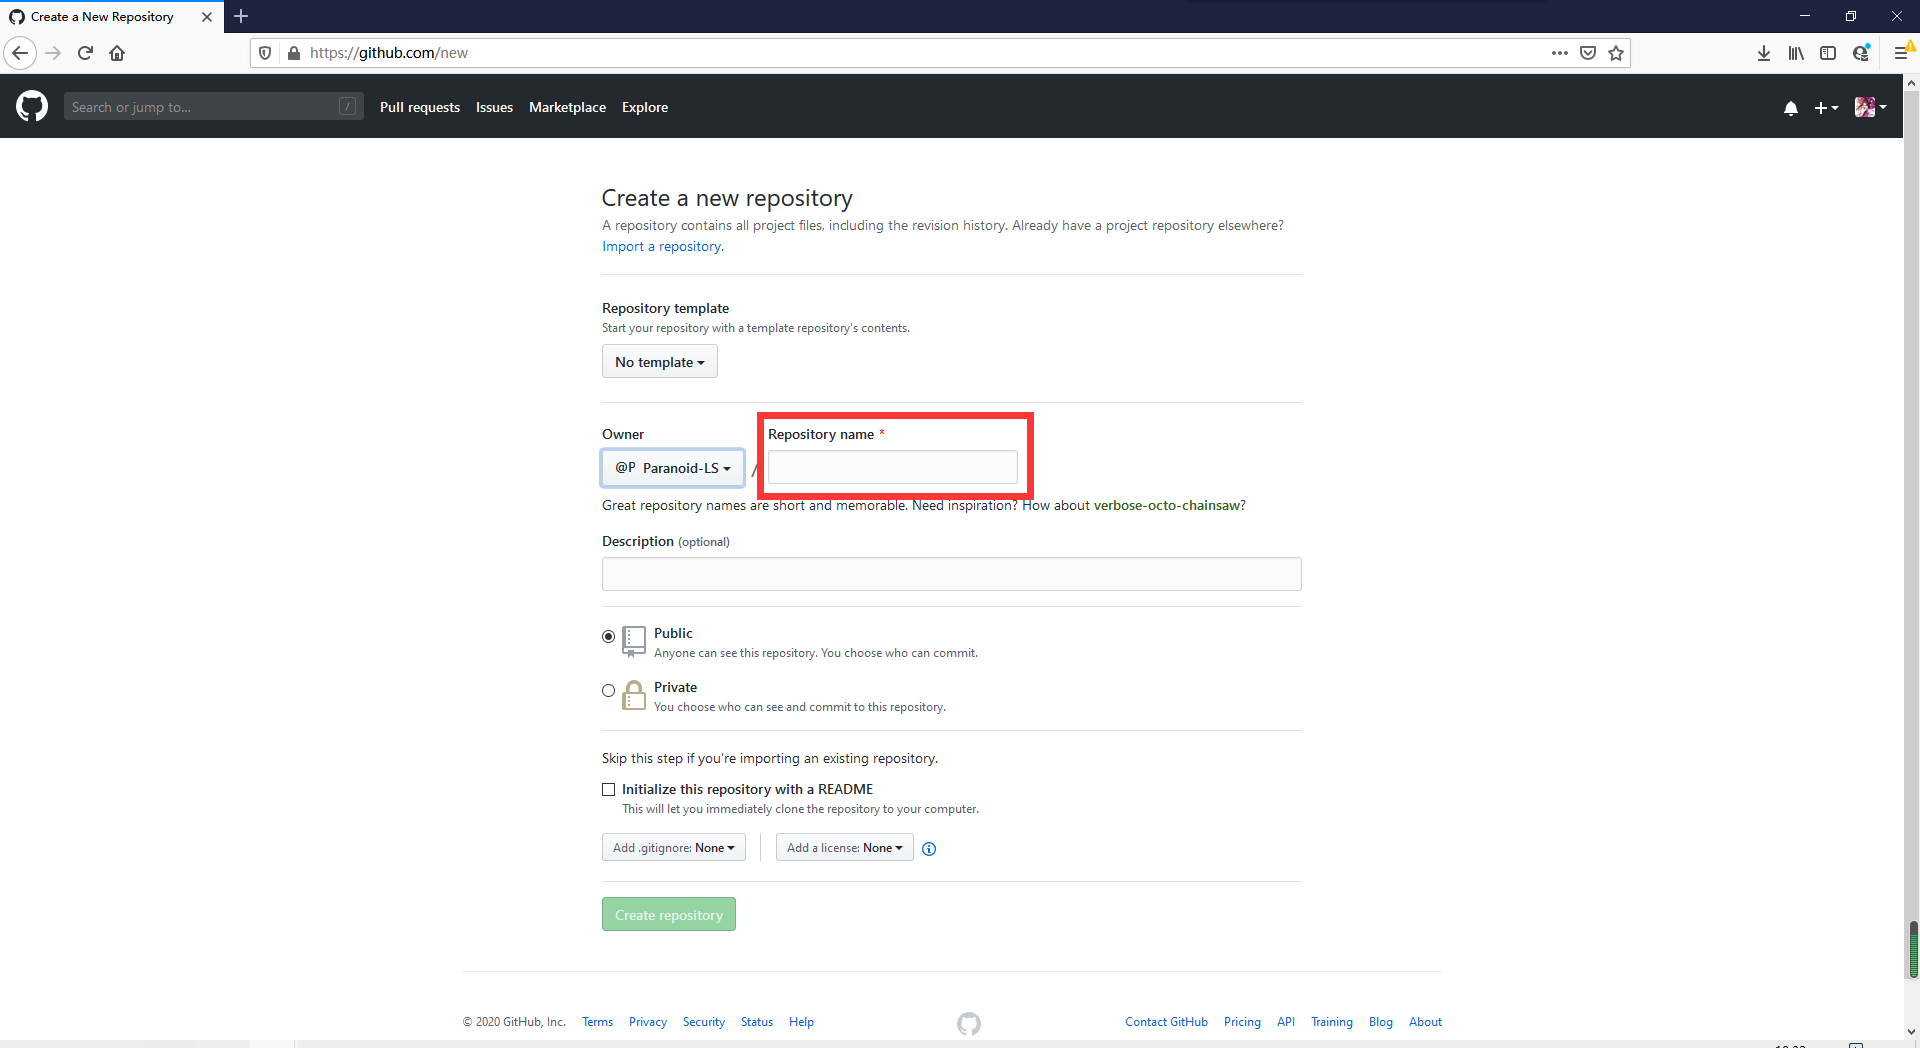 Create a New Repository
https://github.com/new
Search or jump to... /
Pull requests Issues Marketplace Explore
Create a new repository
A repository contains all project files, including the revision history. Already have a project repository elsewhere?
Import a repository.
Repository template
Start your repository with a template repository's contents.
No template
Owner Repository name *
@P Paranoid-LS /
Great repository names are short and memorable. Need inspiration? How about verbose-octo-chainsaw?
Description (optional)
Public
Anyone can see this repository. You choose who can commit.
Private
You choose who can see and commit to this repository.
Skip this step if you're importing an existing repository.
Initialize this repository with a README
This will let you immediately clone the repository to your computer.
Add .gitignore: None Add a license: None
Create repository
© 2020 GitHub, Inc. Terms Privacy Security Status Help Contact GitHub Pricing API Training Blog About